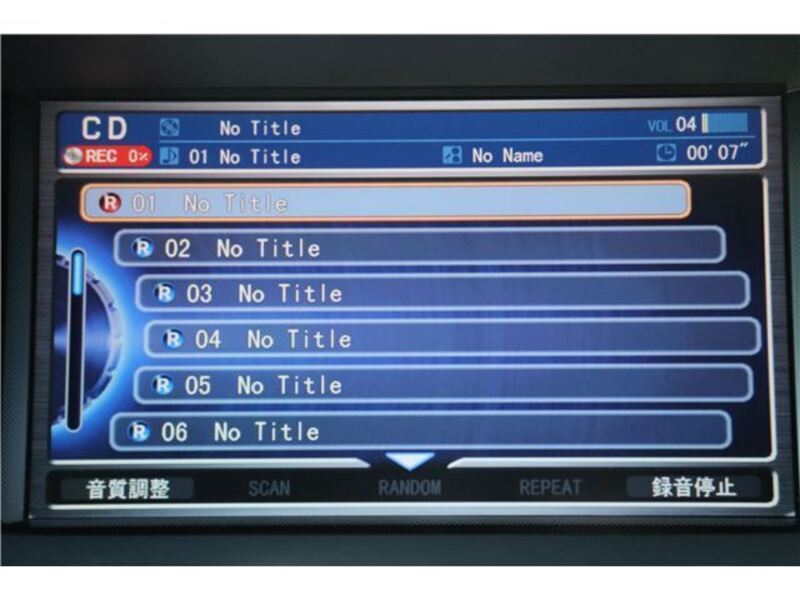 CD No Title VOL 04
REC 0% 01 No Title No Name 00'07"
R 01 No Title
R 02 No Title
R 03 No Title
R 04 No Title
R 05 No Title
R 06 No Title
音質調整 SCAN RANDOM REPEAT 録音停止